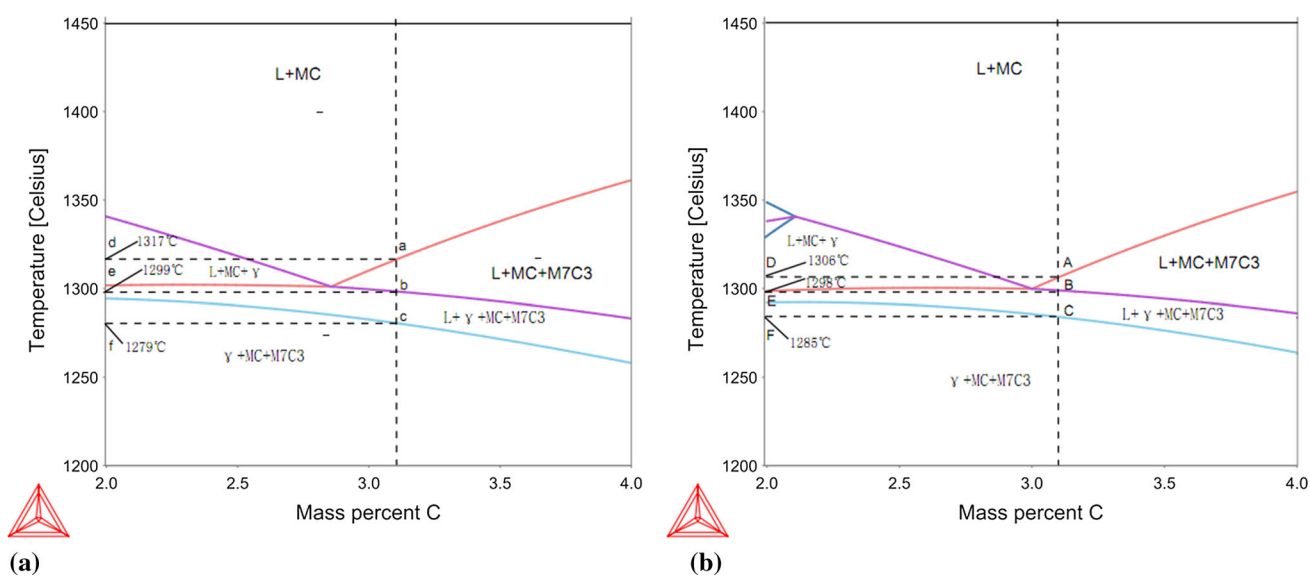 1450
1400
1350
1300
1250
1200
Temperature [Celsius]
L+MC
d
1317℃
a
e
1299℃
L+MC+γ
L+MC+M7C3
b
c
L+γ+MC+M7C3
f
1279℃
γ+MC+M7C3
2.0
2.5
3.0
3.5
4.0
Mass percent C
(a)
1450
1400
1350
1300
1250
1200
Temperature [Celsius]
L+MC
L+MC+γ
D
1306℃
A
L+MC+M7C3
1298℃
B
E
C
L+γ+MC+M7C3
F
1285℃
γ+MC+M7C3
2.0
2.5
3.0
3.5
4.0
Mass percent C
(b)